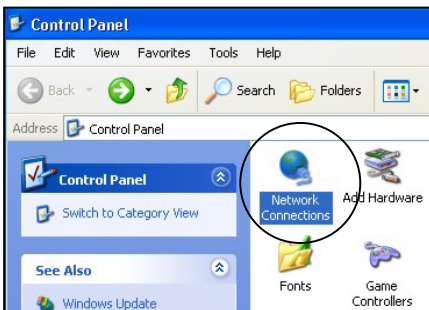 Control Panel
File Edit View Favorites Tools Help
Back Search Folders
Address Control Panel
Control Panel
Switch to Category View
See Also
Windows Update
Network
Connections
Add Hardware
Fonts
Game
Controllers